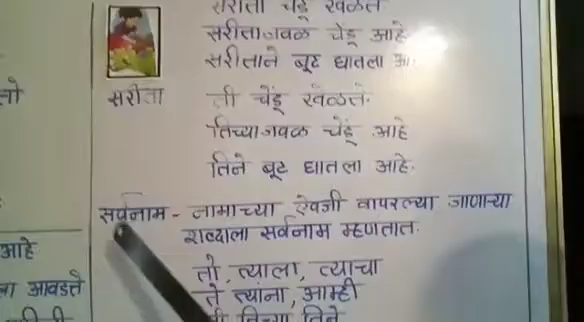 सरीता चेंडू खेळते
सरीताजवळ चेंडू आहे.
सरीताने बूट घातला आ
सरीता
ती चेंडू खेळते.
तिच्याजवळ चेंडू आहे
तिने बूट घातला आहे.
सर्वनाम - नामाच्या ऐवजी वापरल्या जाणाऱ्या
शब्दाला सर्वनाम म्हणतात.
तो, त्याला, त्याचा
ते त्यांना, आम्ही
तिच्या तिने
आहे
ला आवडते